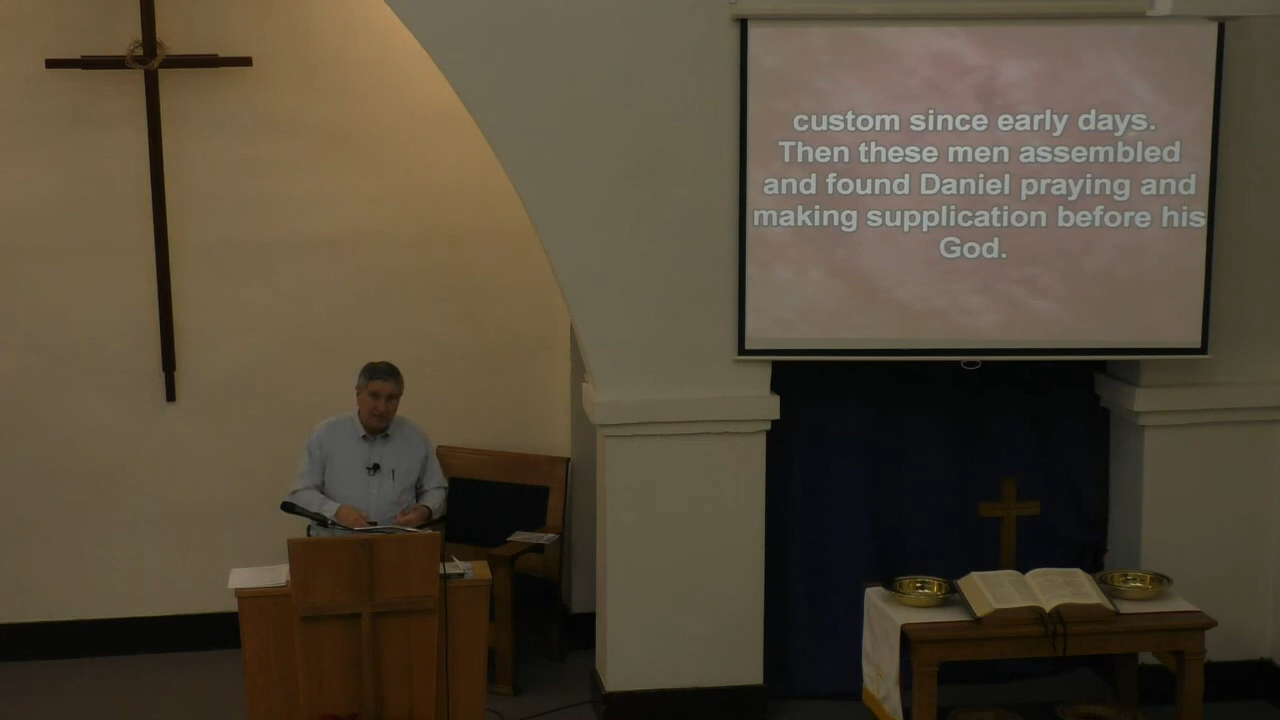 custom since early days.
Then these men assembled
and found Daniel praying and
making supplication before his
God.